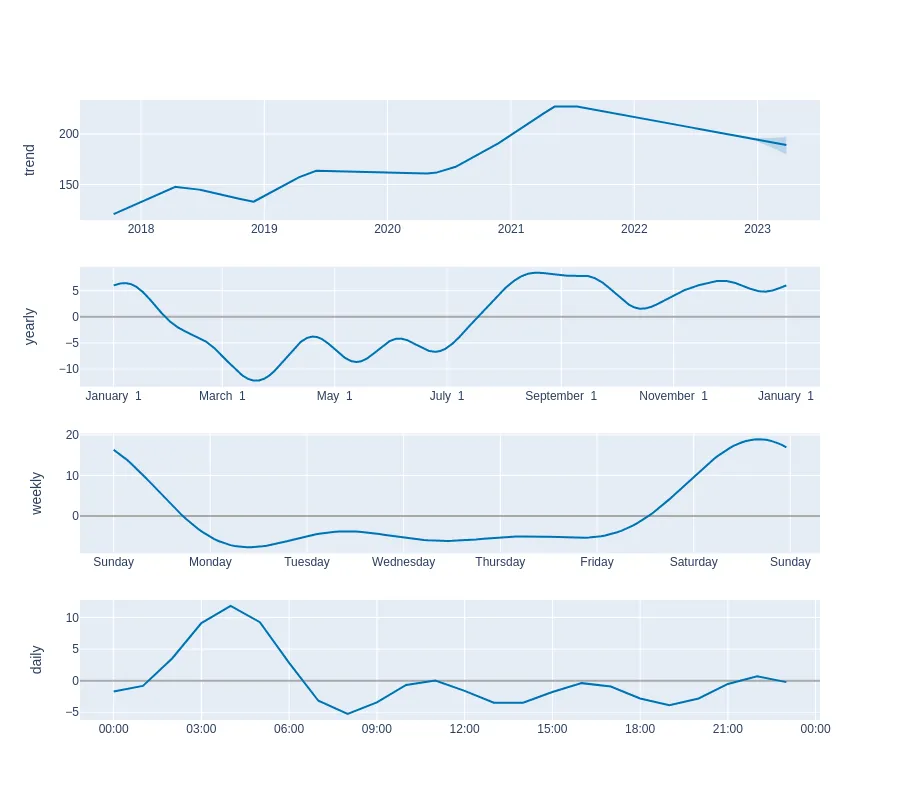 trend
200
150
2018 2019 2020 2021 2022 2023
yearly
5
0
−5
−10
January 1 March 1 May 1 July 1 September 1 November 1 January 1
weekly
20
10
0
Sunday Monday Tuesday Wednesday Thursday Friday Saturday Sunday
daily
10
5
0
−5
00:00 03:00 06:00 09:00 12:00 15:00 18:00 21:00 00:00